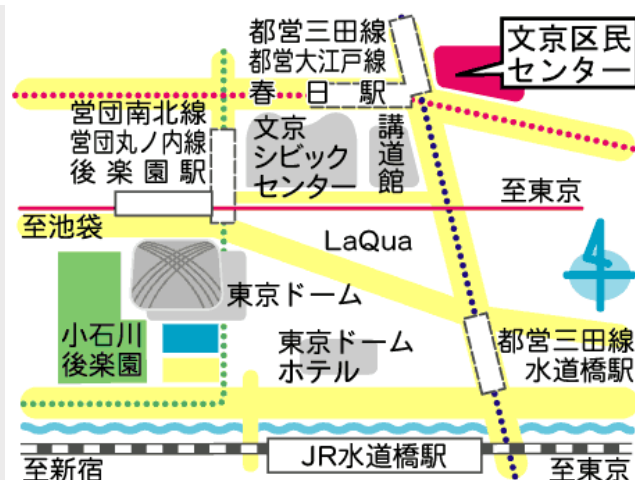 都営三田線
都営大江戸線
春日駅
文京区民
センター
営団南北線
営団丸ノ内線
後楽園駅
文京
シビック
センター
講道館
至東京
至池袋
LaQua
東京ドーム
小石川
後楽園
東京ドーム
ホテル
都営三田線
水道橋駅
JR水道橋駅
至新宿
至東京